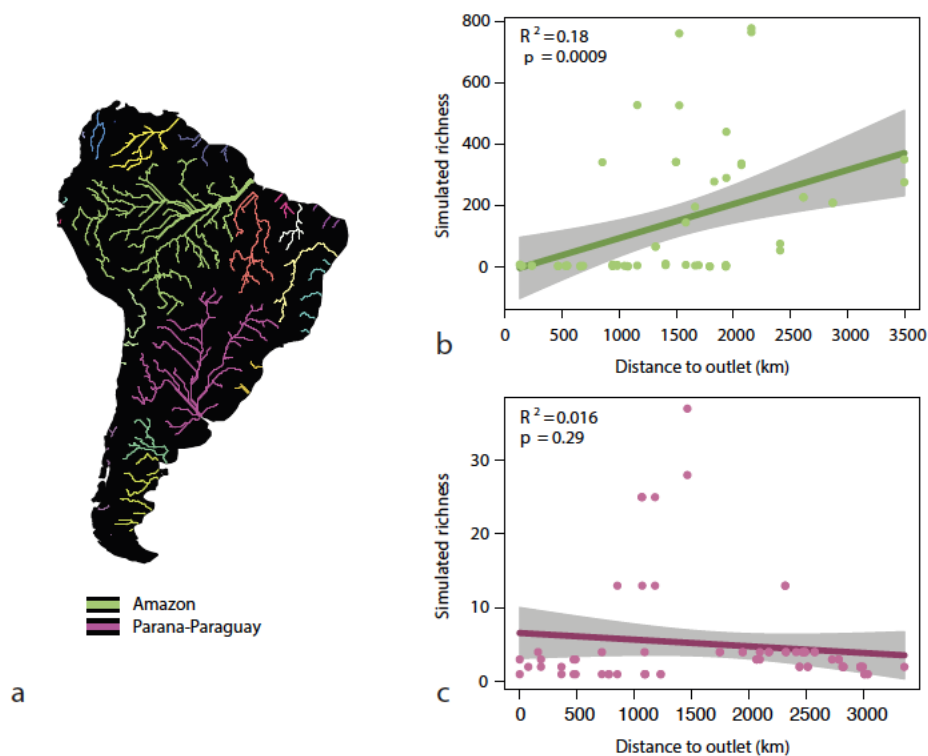 Amazon
Parana-Paraguay
a
R²=0.18
p =0.0009
Simulated richness
800
600
400
200
0
0
500
1000
1500
2000
2500
3000
3500
b
Distance to outlet (km)
R²=0.016
p =0.29
Simulated richness
30
20
10
0
0
500
1000
1500
2000
2500
3000
c
Distance to outlet (km)